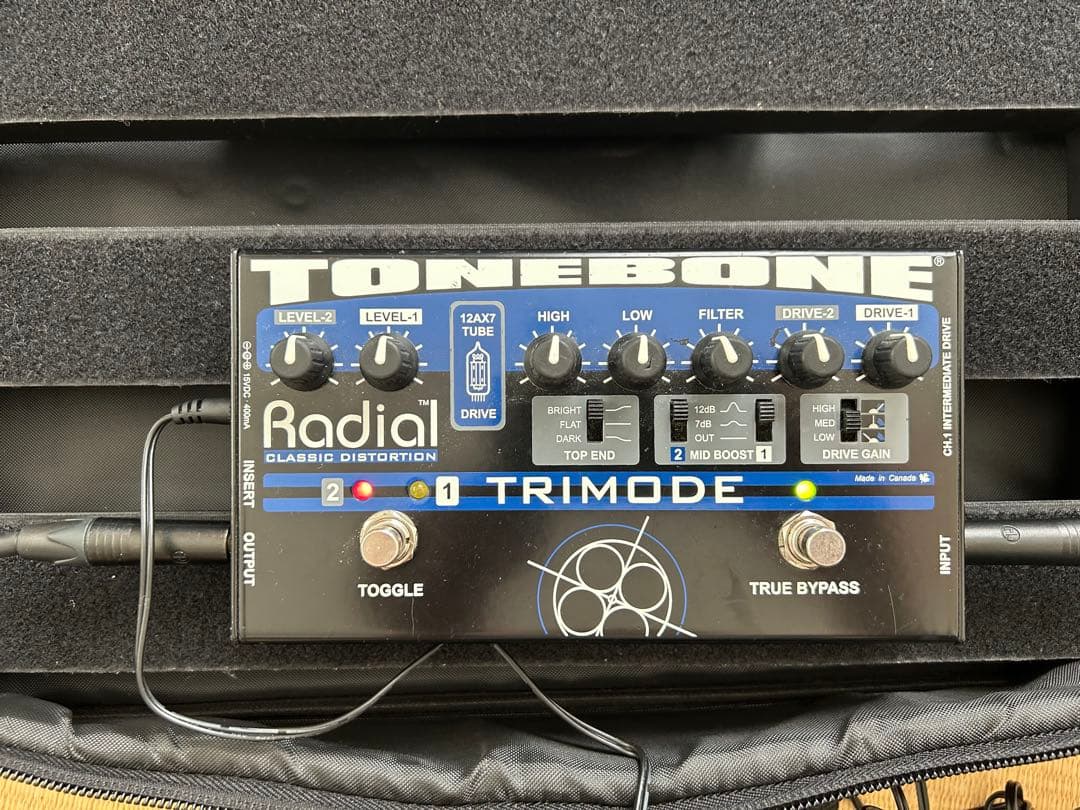 TONEBONE®
LEVEL-2
LEVEL-1
12AX7
TUBE
DRIVE
HIGH
LOW
FILTER
DRIVE-2
DRIVE-1
15VDC - 400mA
Radial™
CLASSIC DISTORTION
BRIGHT
FLAT
DARK
TOP END
12dB
7dB
OUT
2 MID BOOST 1
HIGH
MED
LOW
DRIVE GAIN
CH.1 INTERMEDIATE DRIVE
Made in Canada
2
1
TRIMODE
INSERT
OUTPUT
INPUT
TOGGLE
TRUE BYPASS